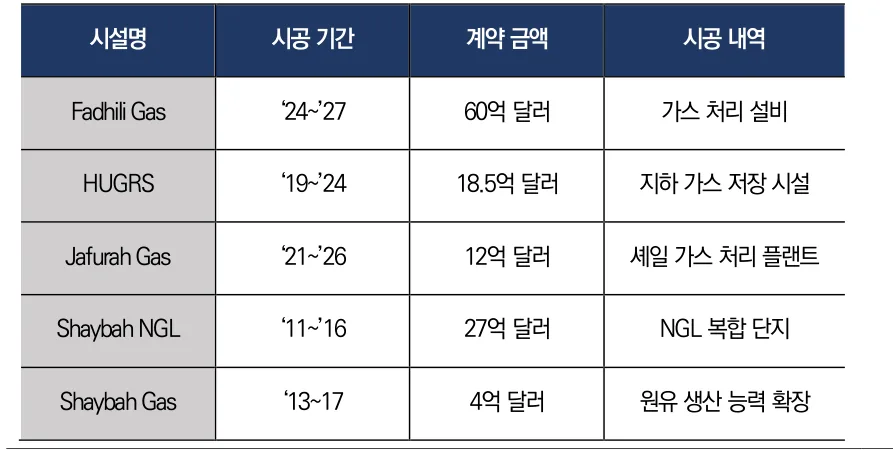 시설명 시공 기간 계약 금액 시공 내역
Fadhili Gas ‘24~’27 60억 달러 가스 처리 설비
HUGRS ‘19~’24 18.5억 달러 지하 가스 저장 시설
Jafurah Gas ‘21~’26 12억 달러 셰일 가스 처리 플랜트
Shaybah NGL ‘11~’16 27억 달러 NGL 복합 단지
Shaybah Gas ‘13~17 4억 달러 원유 생산 능력 확장